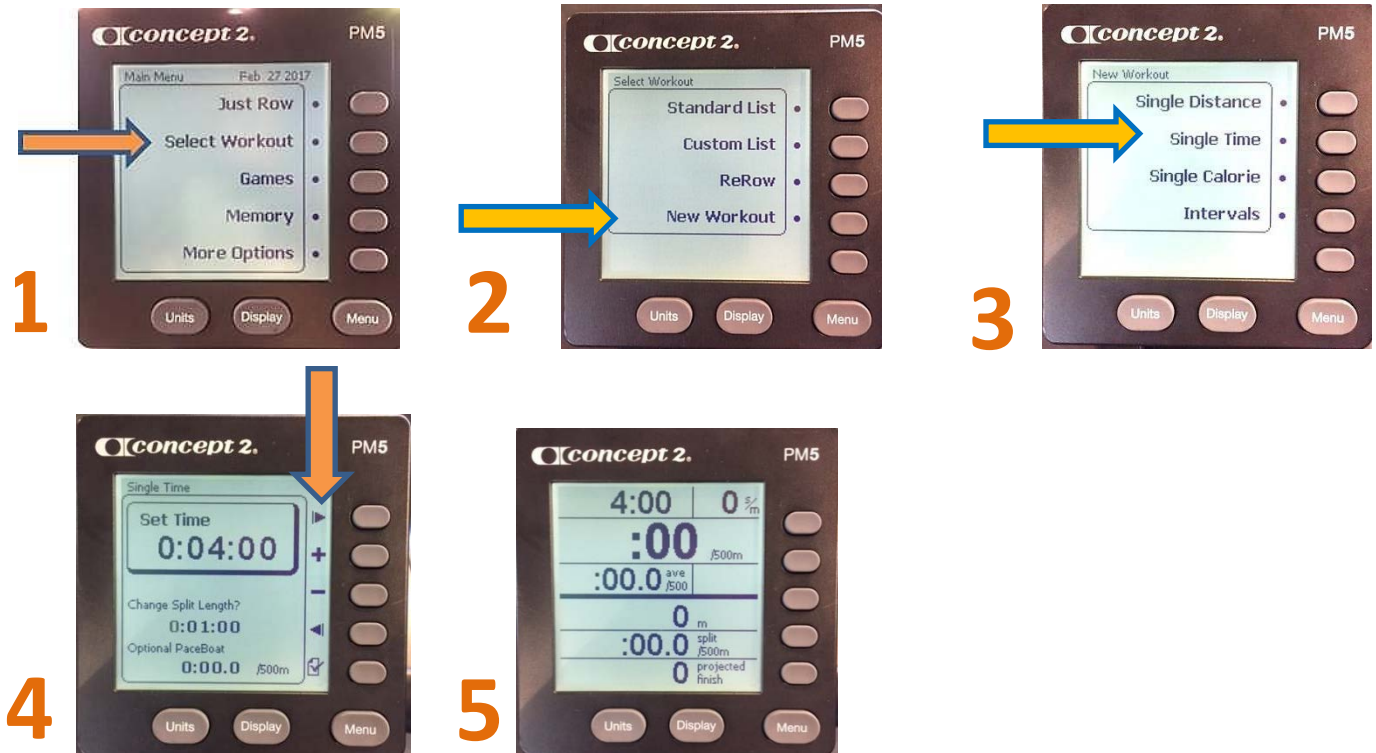 concept 2. PM5
Main Menu Feb. 27 2017
Just Row
Select Workout
Games
Memory
More Options
Units Display Menu
1
concept 2. PM5
Select Workout
Standard List
Custom List
ReRow
New Workout
Units Display Menu
2
concept 2. PM5
New Workout
Single Distance
Single Time
Single Calorie
Intervals
Units Display Menu
3
concept 2. PM5
Single Time
Set Time
0:04:00
+
–
Change Split Length?
0:01:00
Optional PaceBoat
0:00.0 /500m
Units Display Menu
4
concept 2. PM5
4:00 0 s/m
:00 /500m
:00.0 ave /500
0 m
:00.0 split /500m
0 projected finish
Units Display Menu
5